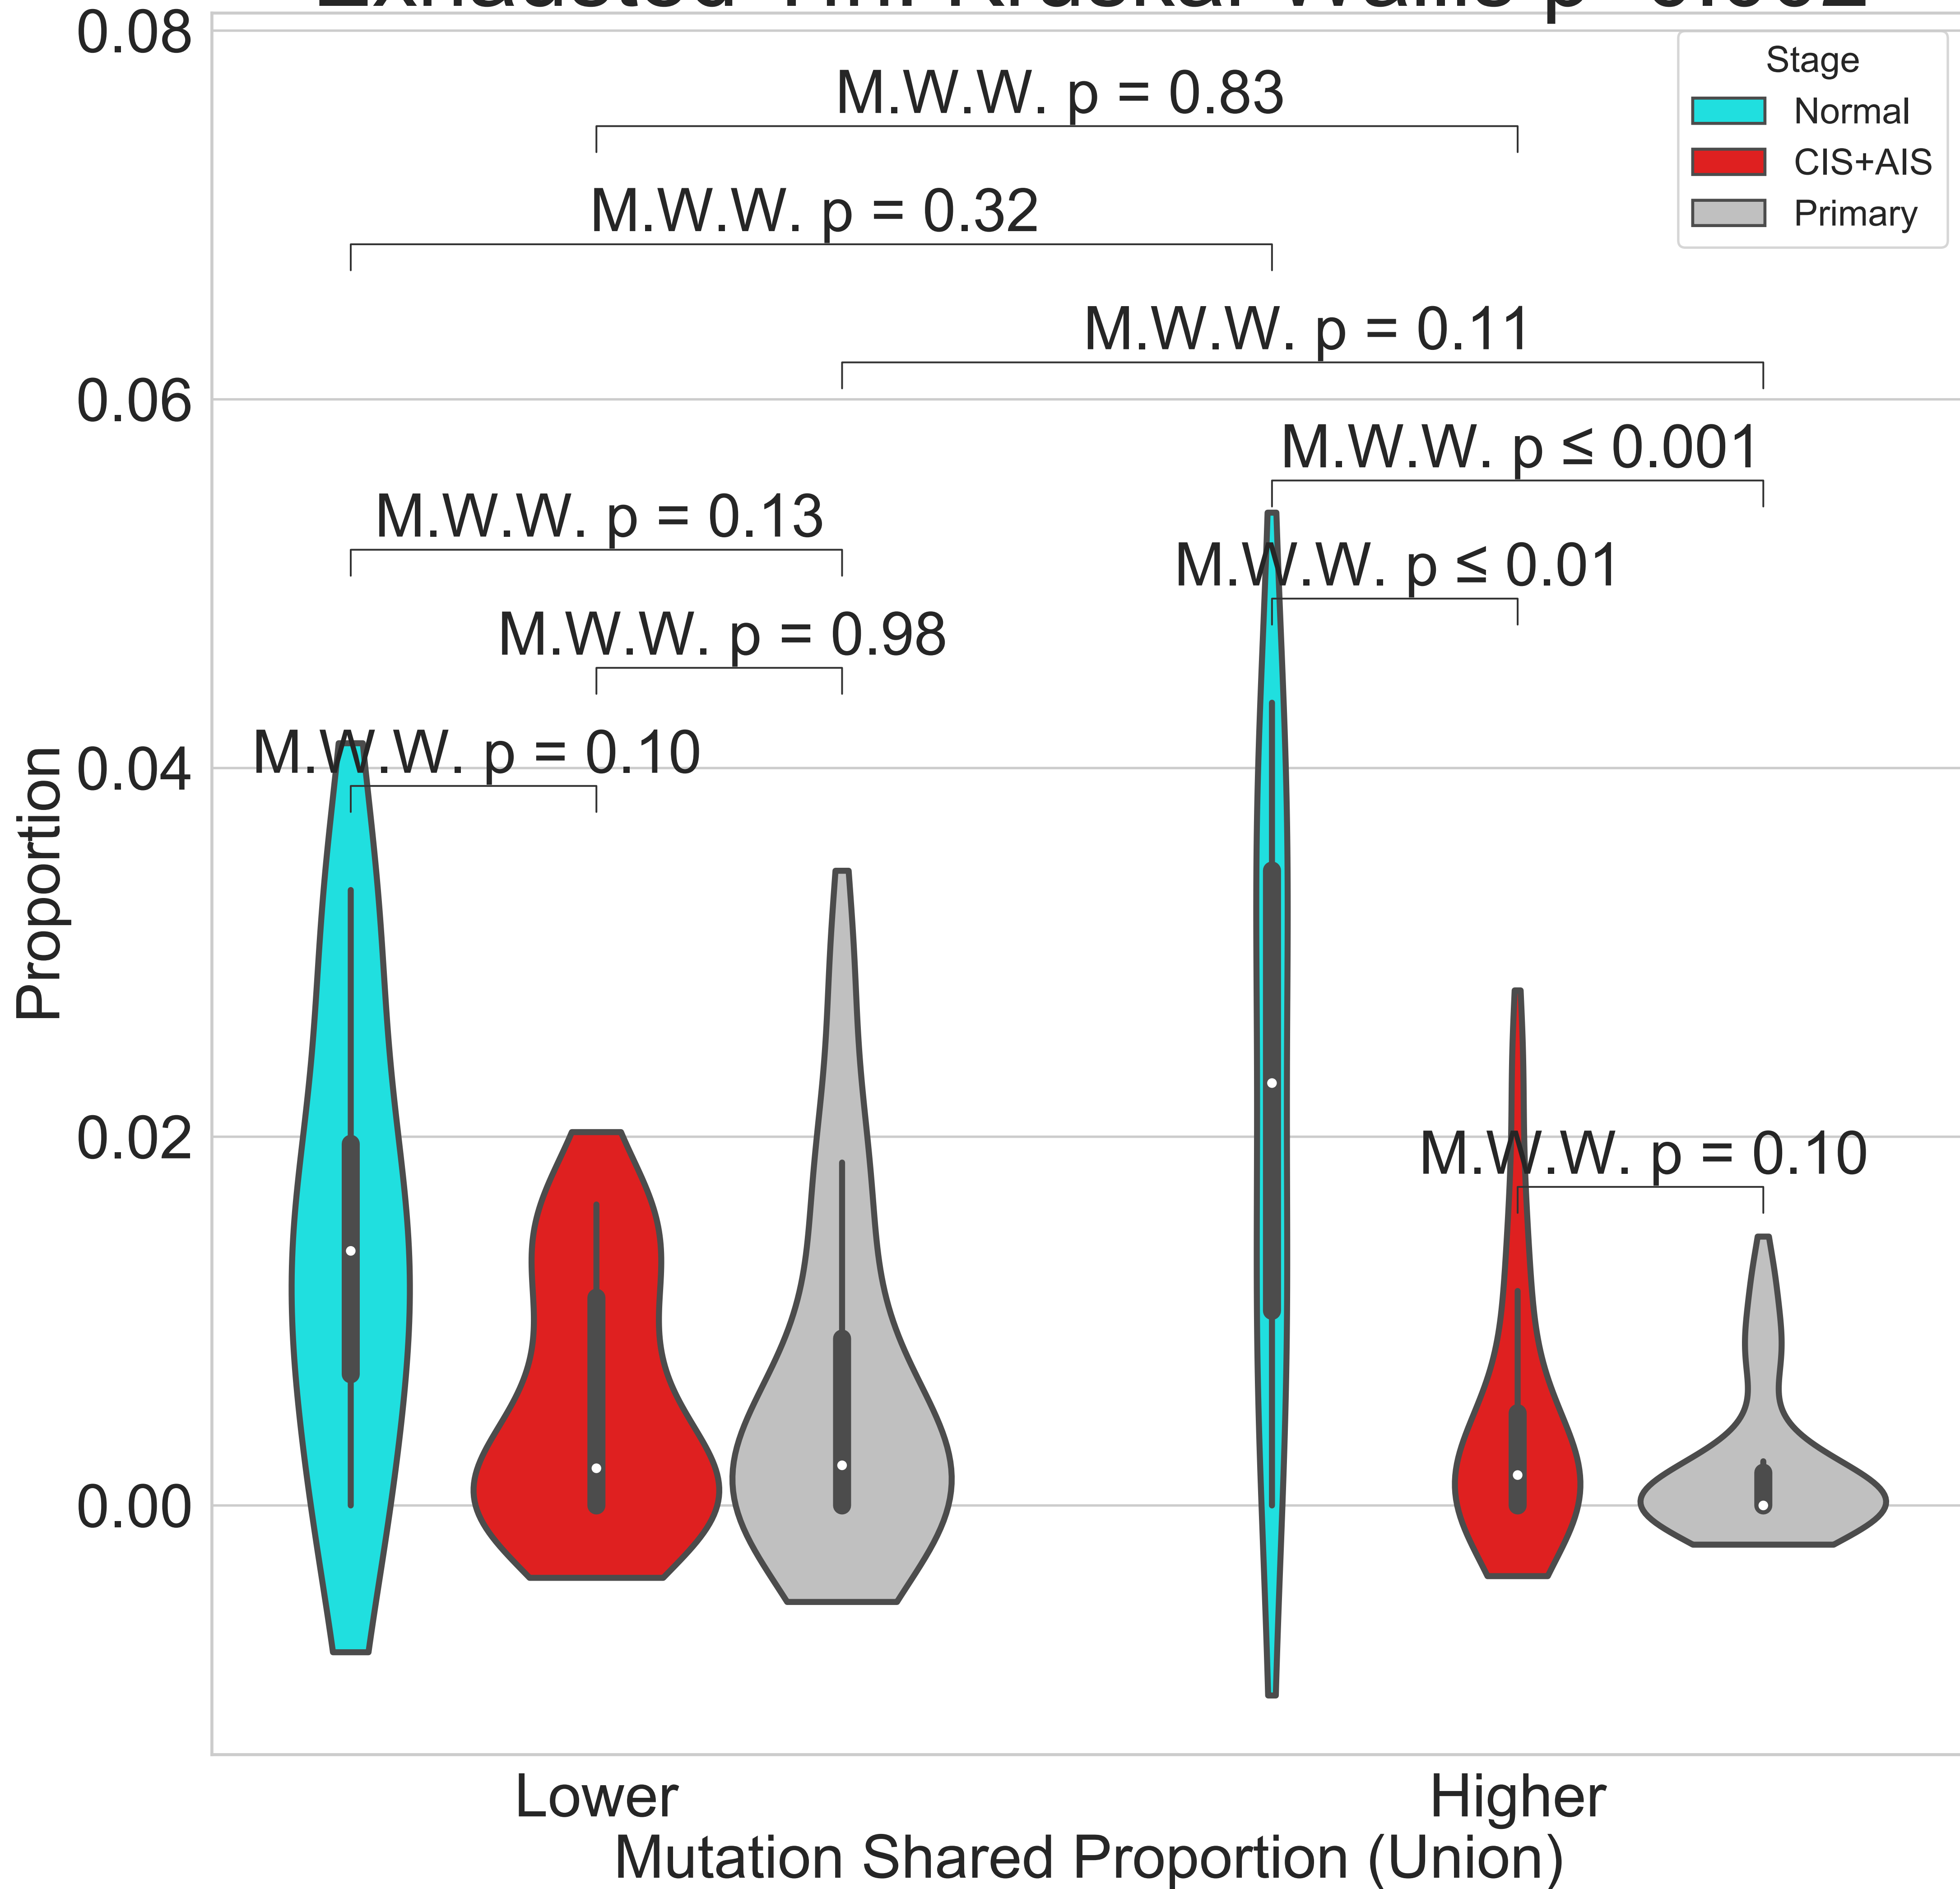 0.08
M.W.W. p = 0.83
Stage
Normal
CIS+AIS
Primary
M.W.W. p = 0.32
M.W.W. p = 0.11
0.06
M.W.W. p ≤ 0.001
M.W.W. p = 0.13
M.W.W. p ≤ 0.01
M.W.W. p = 0.98
M.W.W. p = 0.10
0.04
Proportion
0.02
M.W.W. p = 0.10
0.00
Lower
Higher
Mutation Shared Proportion (Union)